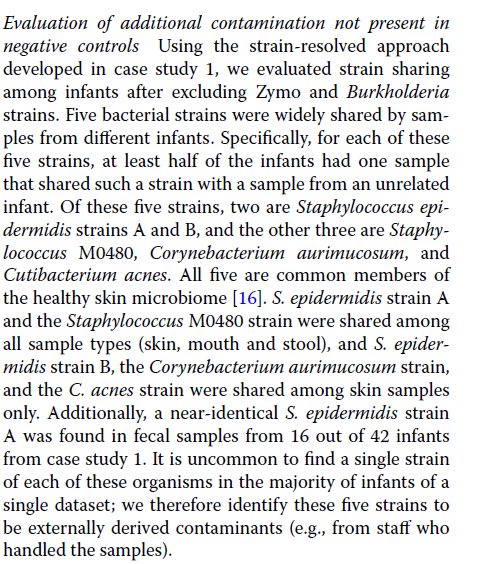 Evaluation of additional contamination not present in
negative controls Using the strain-resolved approach
developed in case study 1, we evaluated strain sharing
among infants after excluding Zymo and Burkholderia
strains. Five bacterial strains were widely shared by sam-
ples from different infants. Specifically, for each of these
five strains, at least half of the infants had one sample
that shared such a strain with a sample from an unrelated
infant. Of these five strains, two are Staphylococcus epi-
dermidis strains A and B, and the other three are Staphy-
lococcus M0480, Corynebacterium aurimucosum, and
Cutibacterium acnes. All five are common members of
the healthy skin microbiome [16]. S. epidermidis strain A
and the Staphylococcus M0480 strain were shared among
all sample types (skin, mouth and stool), and S. epider-
midis strain B, the Corynebacterium aurimucosum strain,
and the C. acnes strain were shared among skin samples
only. Additionally, a near-identical S. epidermidis strain
A was found in fecal samples from 16 out of 42 infants
from case study 1. It is uncommon to find a single strain
of each of these organisms in the majority of infants of a
single dataset; we therefore identify these five strains to
be externally derived contaminants (e.g., from staff who
handled the samples).